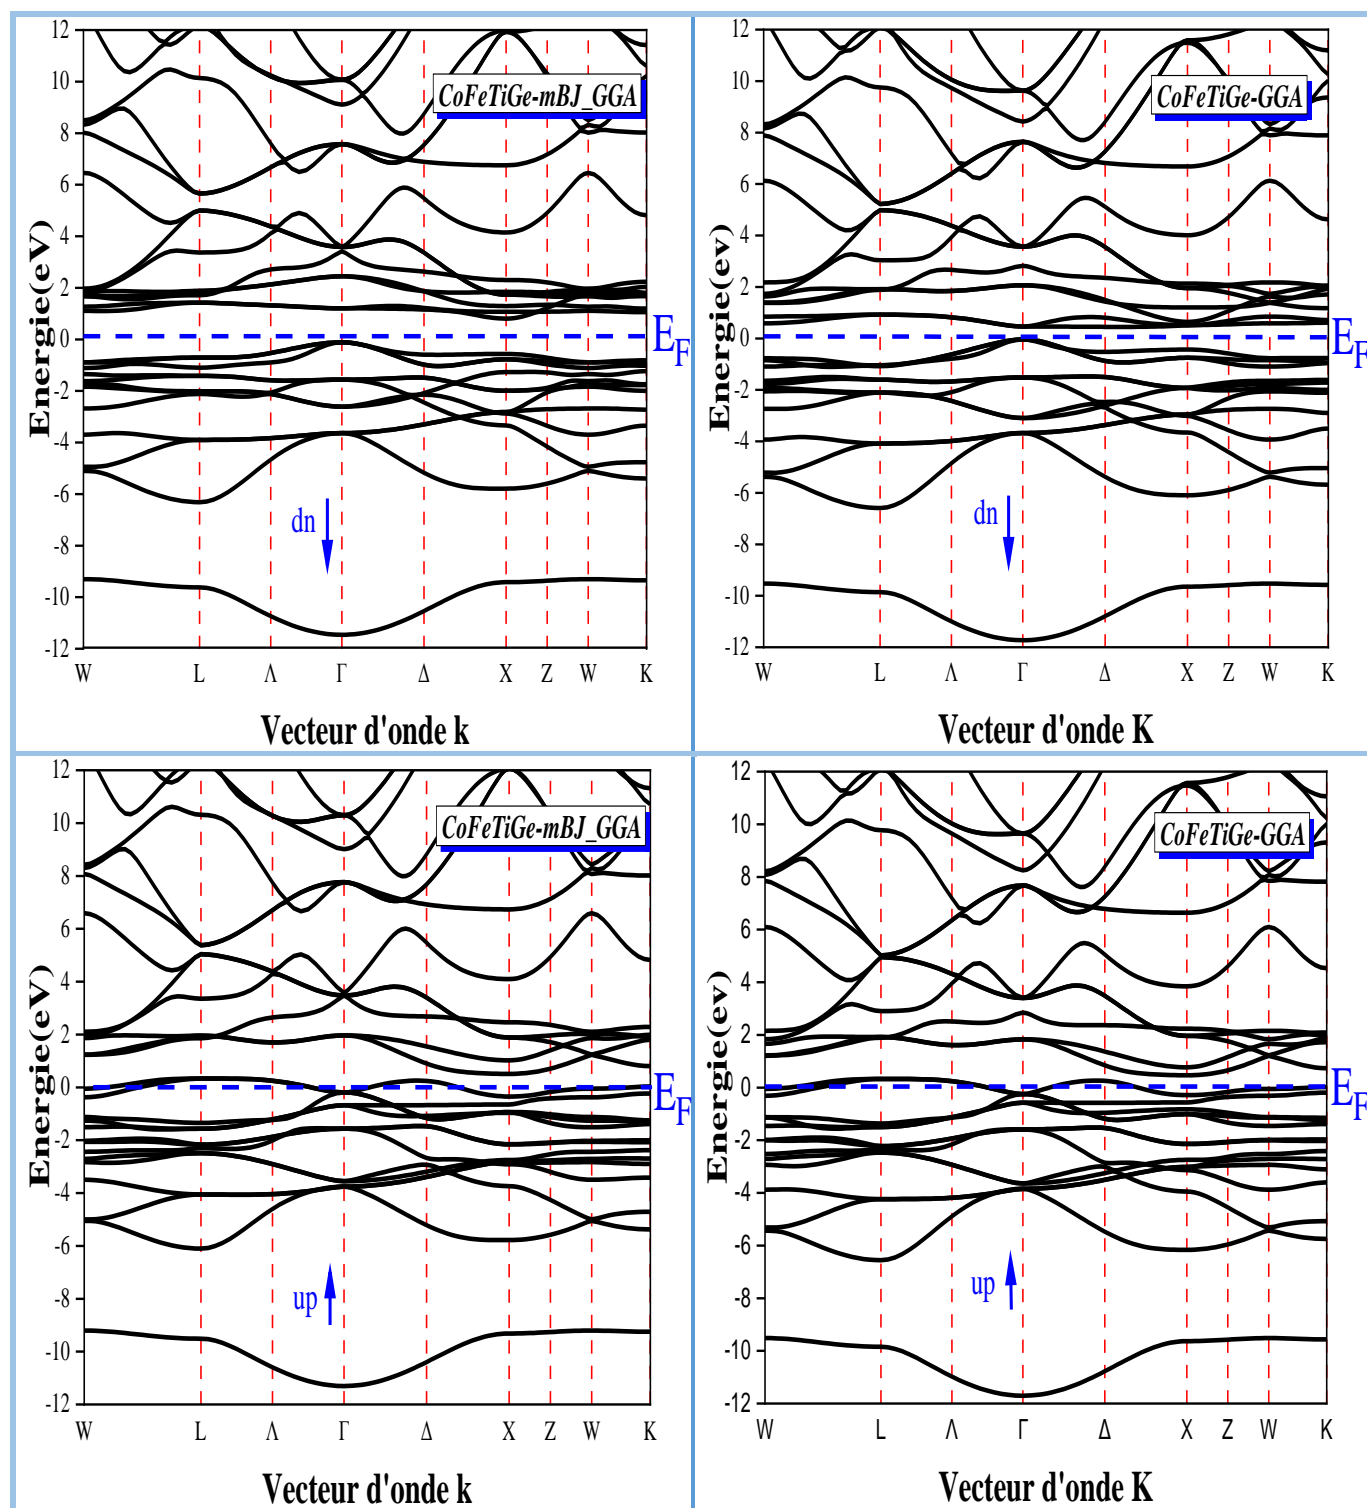 12
10
8
6
4
2
0
-2
-4
-6
-8
-10
-12
Energie(eV)
CoFeTiGe-mBJ_GGA
E_F
dn
W L Λ Γ Δ X Z W K
Vecteur d'onde k
12
10
8
6
4
2
0
-2
-4
-6
-8
-10
-12
Energie(ev)
CoFeTiGe-GGA
E_F
dn
W L Λ Γ Δ X Z W K
Vecteur d'onde K
12
10
8
6
4
2
0
-2
-4
-6
-8
-10
-12
Energie(eV)
CoFeTiGe-mBJ_GGA
E_F
up
W L Λ Γ Δ X Z W K
Vecteur d'onde k
12
10
8
6
4
2
0
-2
-4
-6
-8
-10
-12
Energie(ev)
CoFeTiGe-GGA
E_F
up
W L Λ Γ Δ X Z W K
Vecteur d'onde K